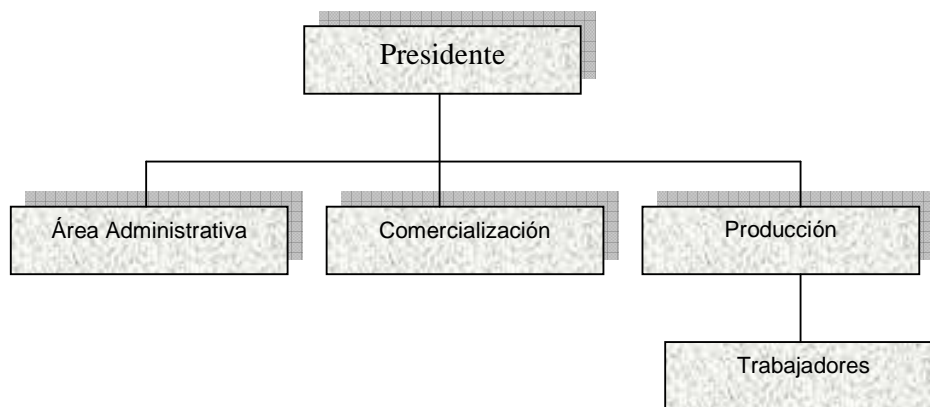 Presidente
Área Administrativa
Comercialización
Producción
Trabajadores